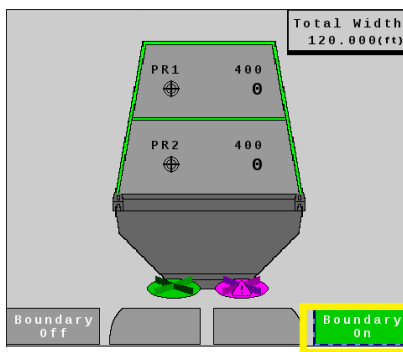 Total Width
120.000(ft)
PR1 400
0
PR2 400
0
Boundary
Off
Boundary
On